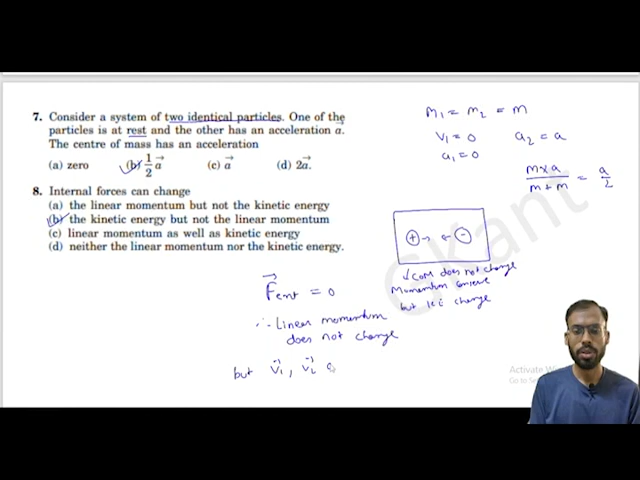 7. Consider a system of two identical particles. One of the
particles is at rest and the other has an acceleration a⃗.
The centre of mass has an acceleration
(a) zero (b) 1/2 a⃗ (c) a⃗ (d) 2a⃗.
8. Internal forces can change
(a) the linear momentum but not the kinetic energy
(b) the kinetic energy but not the linear momentum
(c) linear momentum as well as kinetic energy
(d) neither the linear momentum nor the kinetic energy.
m₁ = m₂ = m
v₁ = 0 a₂ = a
a₁ = 0
m×a / m+m = a/2
+ -
COM does not change
Momentum conserve
but KE change
F⃗ext = 0
∴ Linear momentum
does not change
but v⃗₁, v⃗₂
GKant
Activate
Go to